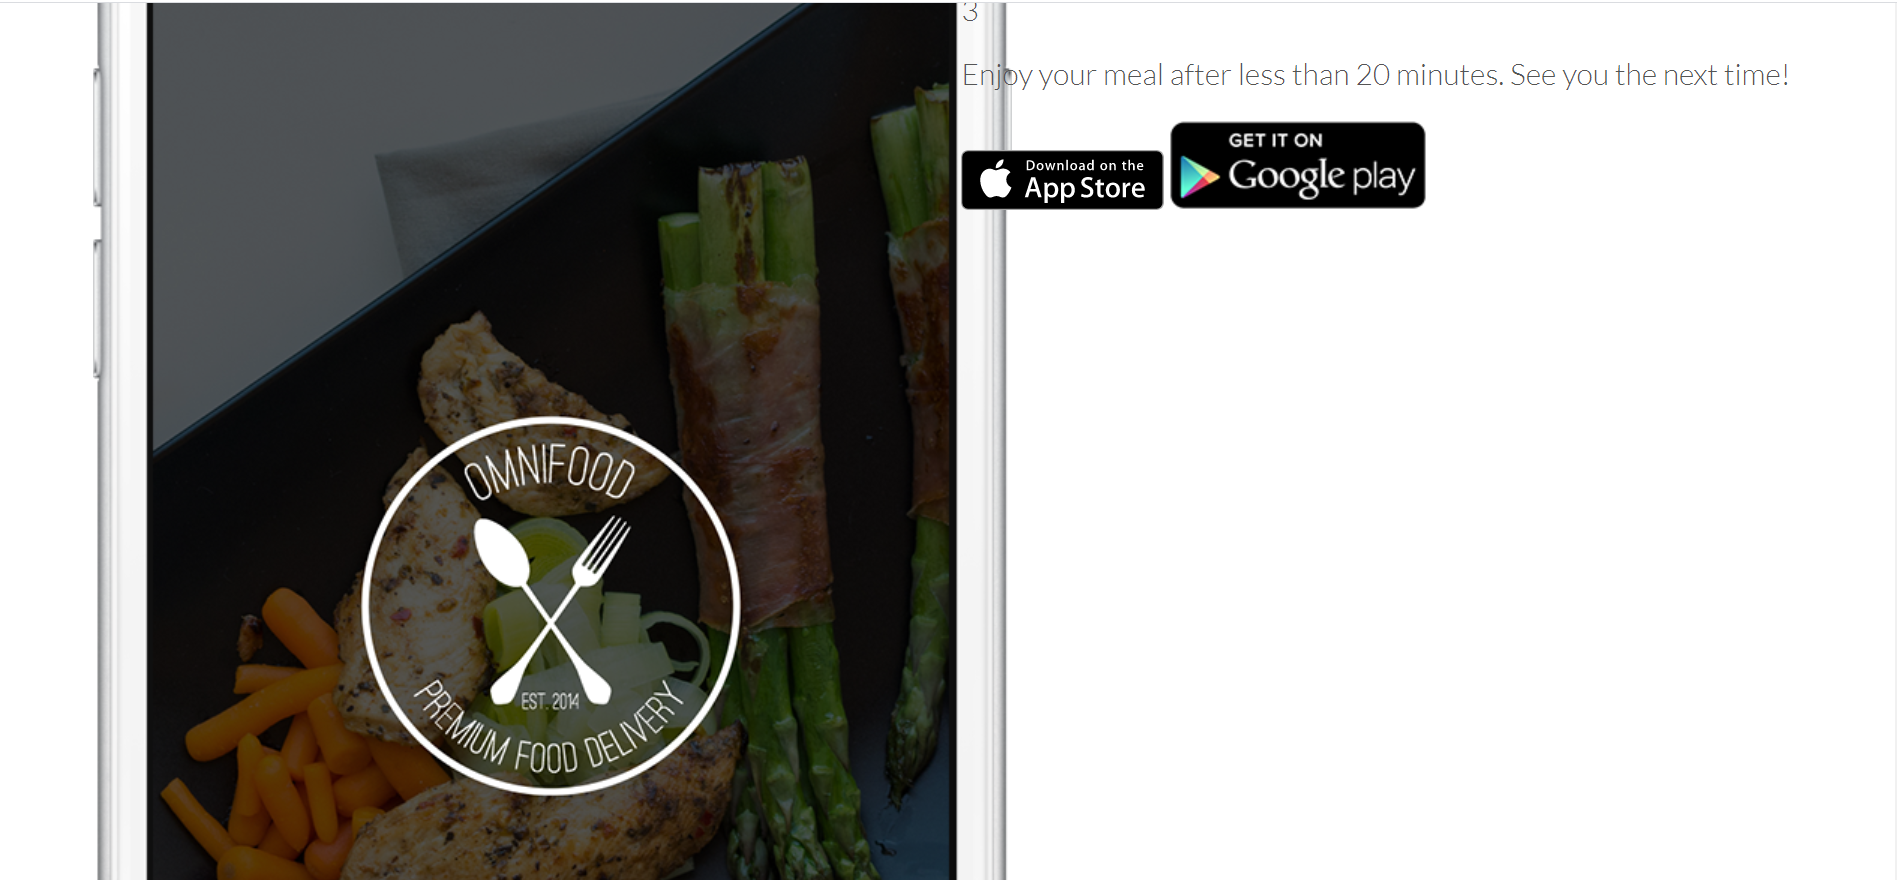 3
Enjoy your meal after less than 20 minutes. See you the next time!
Download on the
App Store
GET IT ON
Google play
OMNIFOOD
EST. 2014
PREMIUM FOOD DELIVERY